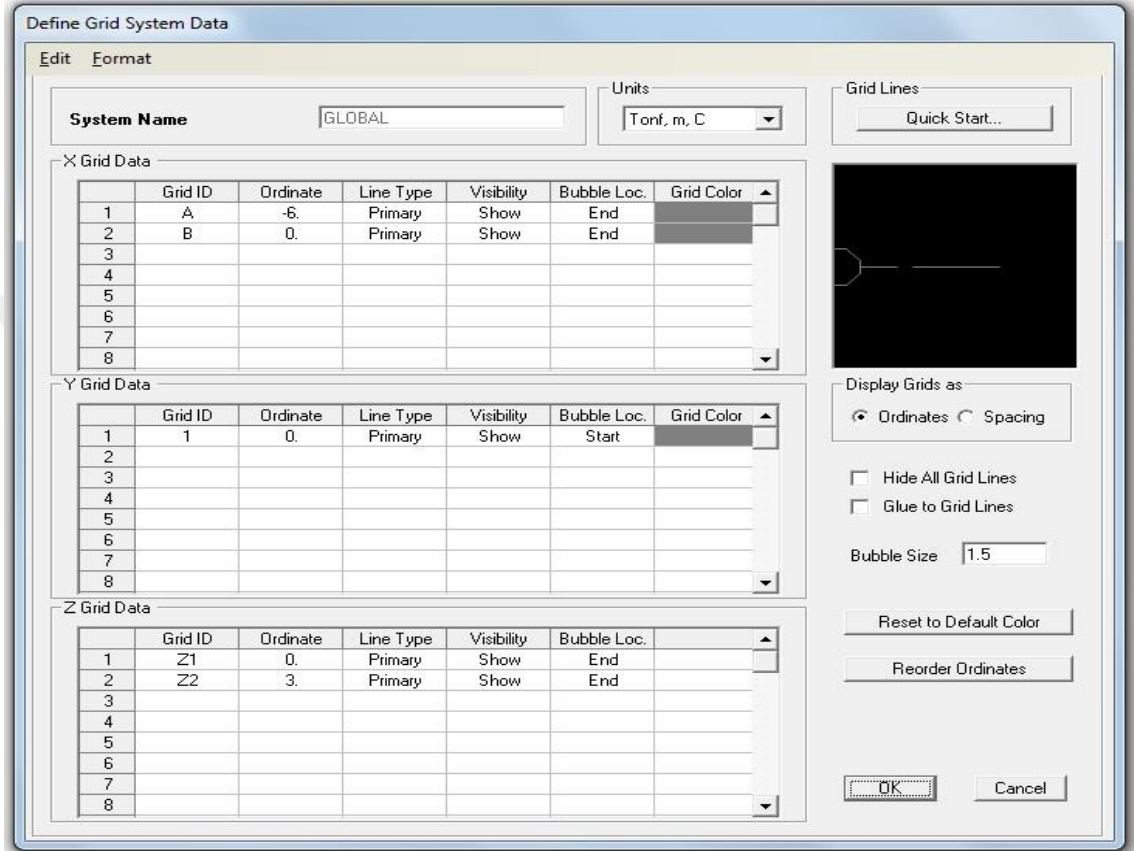 Define Grid System Data
Edit Format
System Name GLOBAL
Units
Tonf, m, C
Grid Lines
Quick Start...
X Grid Data
Grid ID Ordinate Line Type Visibility Bubble Loc. Grid Color
1 A -6. Primary Show End
2 B 0. Primary Show End
3
4
5
6
7
8
Y Grid Data
Grid ID Ordinate Line Type Visibility Bubble Loc. Grid Color
1 1 0. Primary Show Start
2
3
4
5
6
7
8
Display Grids as
Ordinates Spacing
Hide All Grid Lines
Glue to Grid Lines
Bubble Size 1.5
Z Grid Data
Grid ID Ordinate Line Type Visibility Bubble Loc.
1 Z1 0. Primary Show End
2 Z2 3. Primary Show End
3
4
5
6
7
8
Reset to Default Color
Reorder Ordinates
OK Cancel